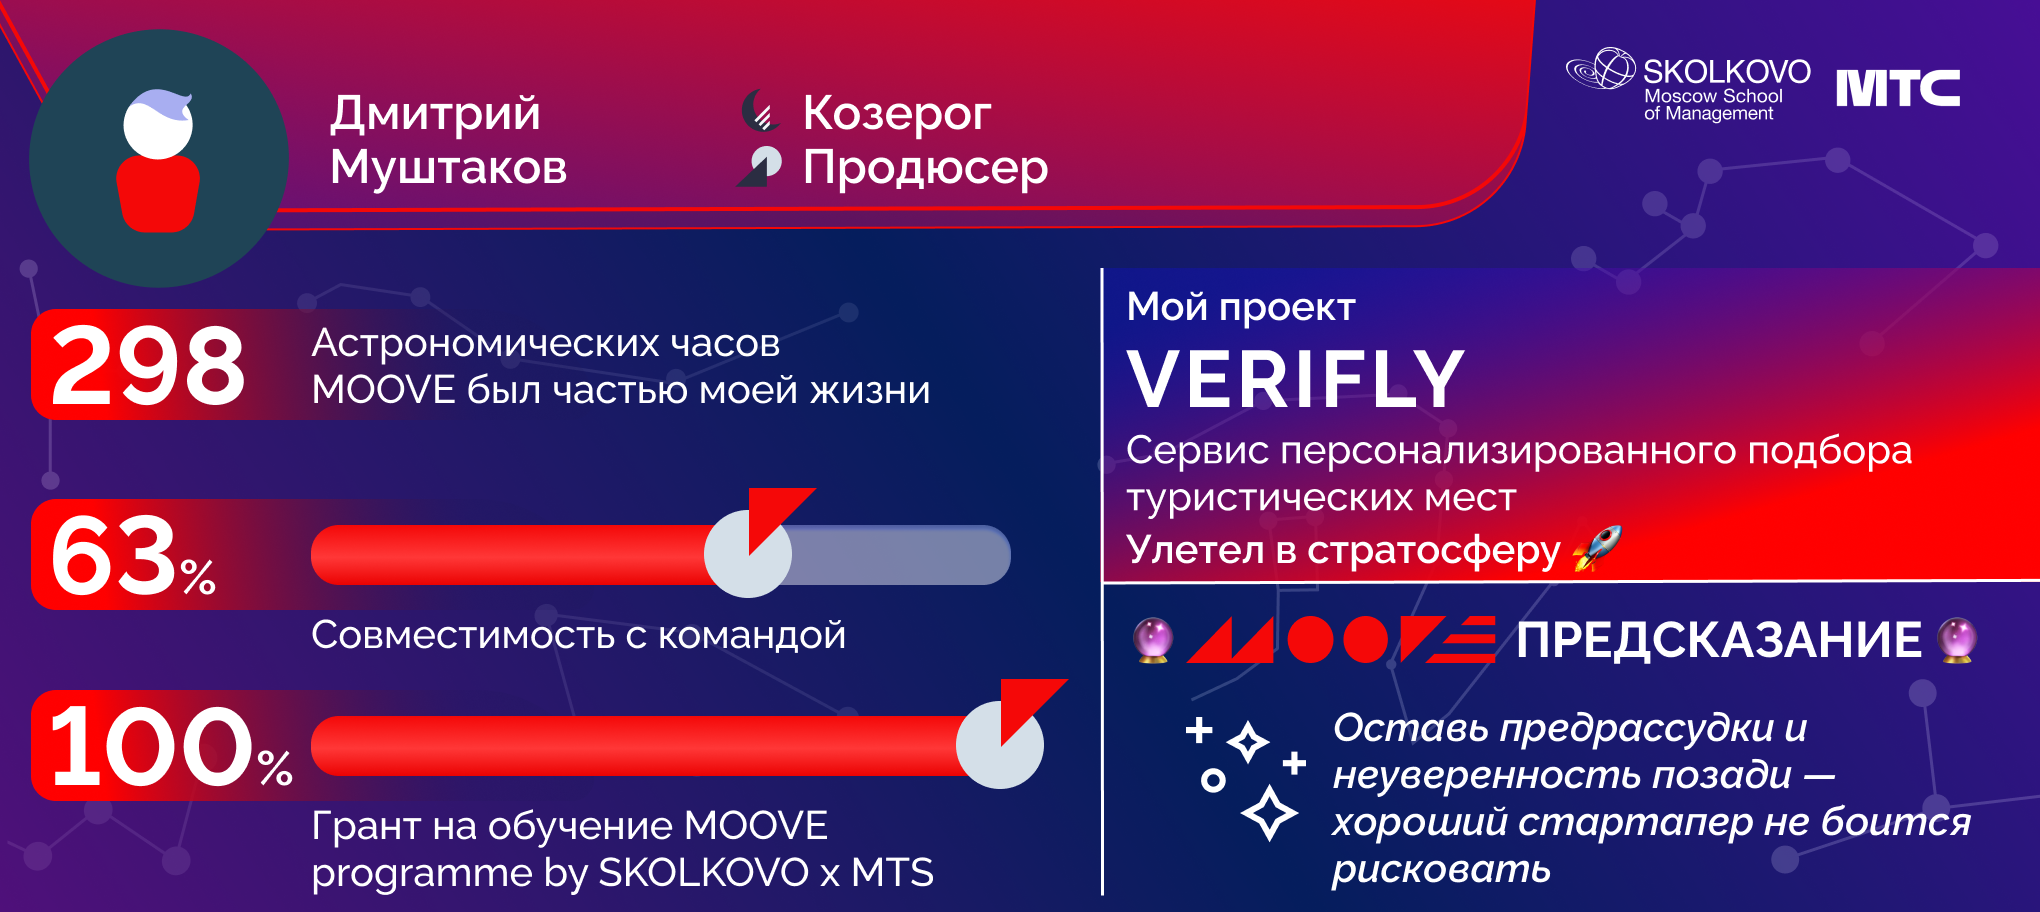 Дмитрий
Муштаков
Козерог
Продюсер
SKOLKOVO
Moscow School
of Management
МТС
298
Астрономических часов
MOOVE был частью моей жизни
63%
Совместимость с командой
100%
Грант на обучение MOOVE
programme by SKOLKOVO x MTS
Мой проект
VERIFLY
Сервис персонализированного подбора
туристических мест
Улетел в стратосферу 🚀
🔮 MOOVE ПРЕДСКАЗАНИЕ 🔮
Оставь предрассудки и
неуверенность позади —
хороший стартапер не боится
рисковать